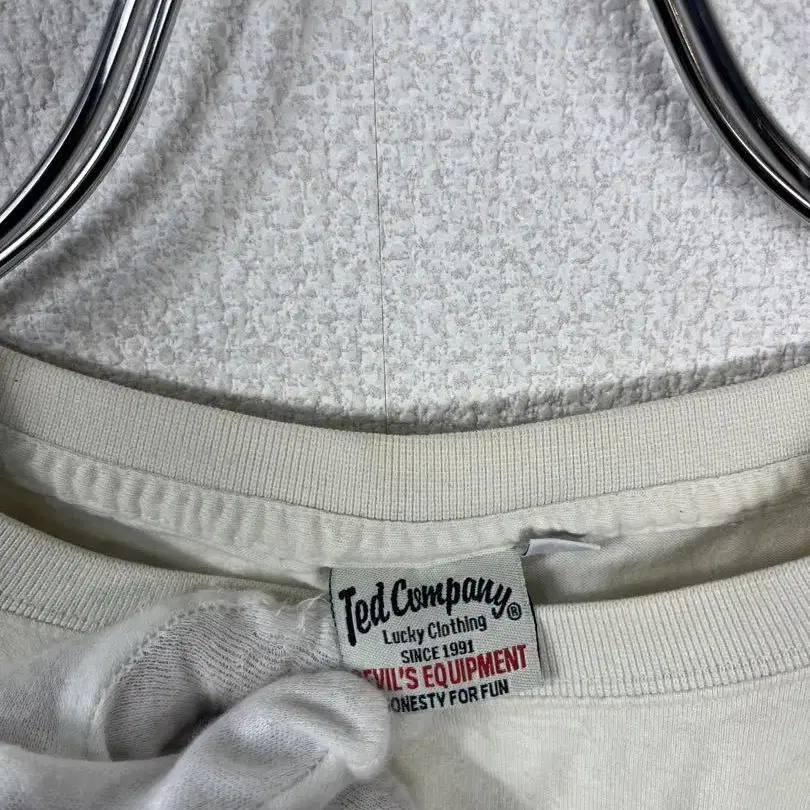 Ted Company®
Lucky Clothing
SINCE 1991
EVIL'S EQUIPMENT
ONESTY FOR FUN